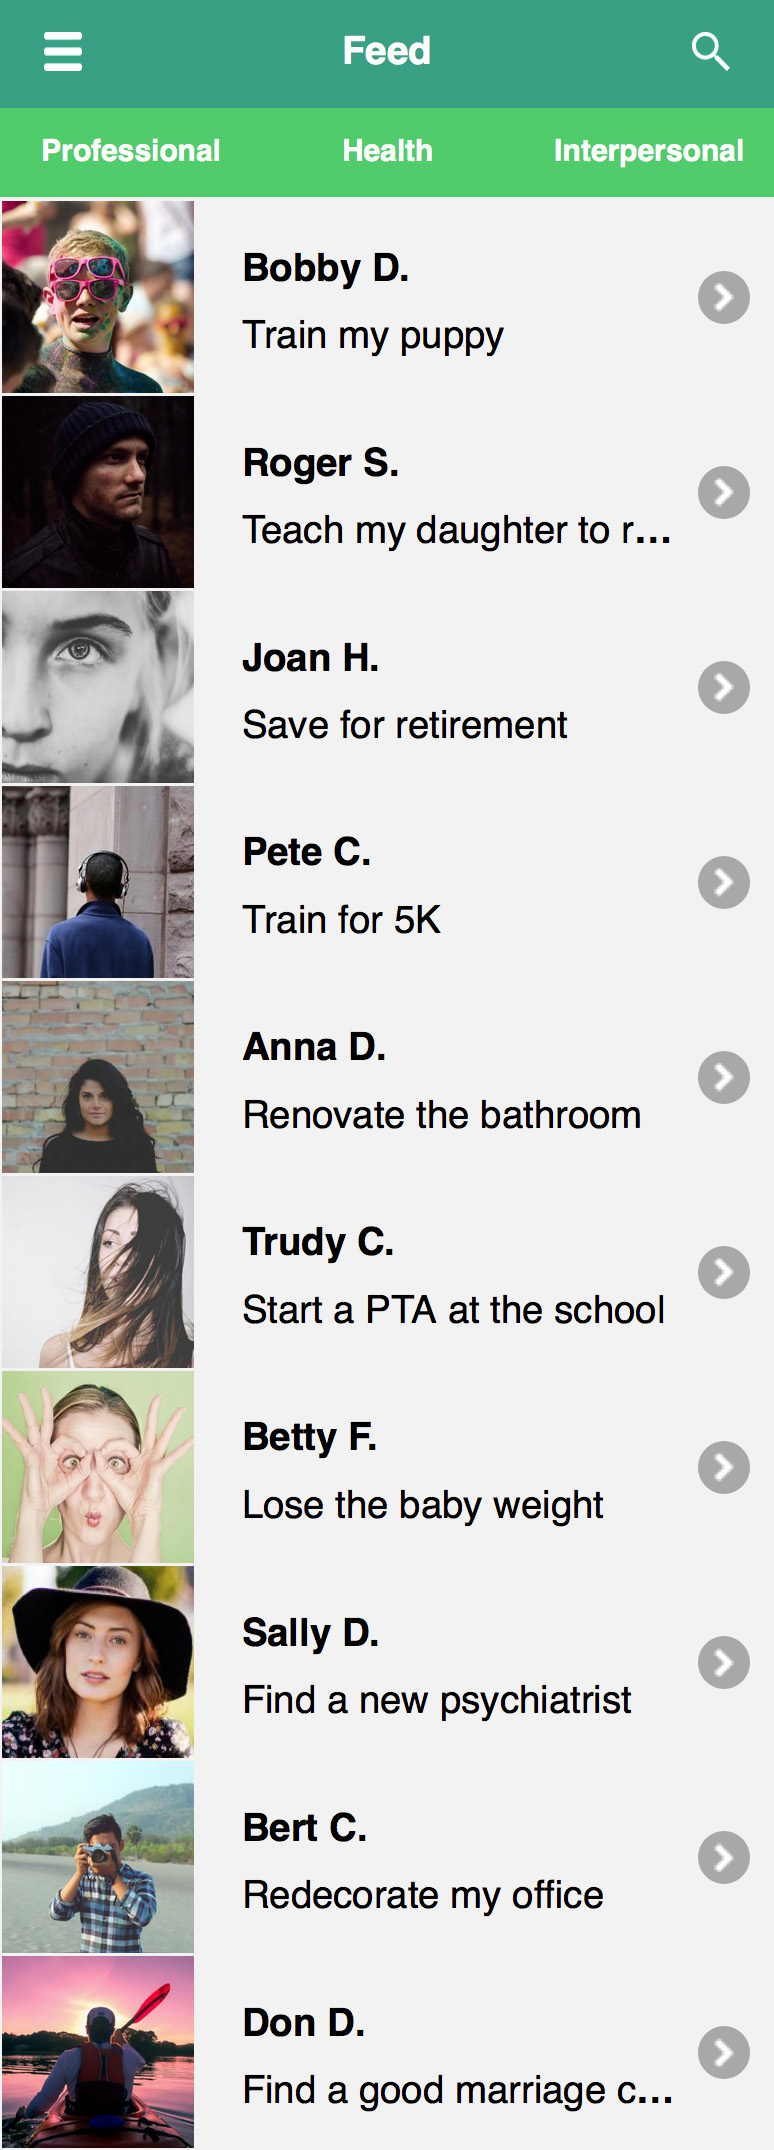 Feed
Professional Health Interpersonal
Bobby D.
Train my puppy
Roger S.
Teach my daughter to r...
Joan H.
Save for retirement
Pete C.
Train for 5K
Anna D.
Renovate the bathroom
Trudy C.
Start a PTA at the school
Betty F.
Lose the baby weight
Sally D.
Find a new psychiatrist
Bert C.
Redecorate my office
Don D.
Find a good marriage c...